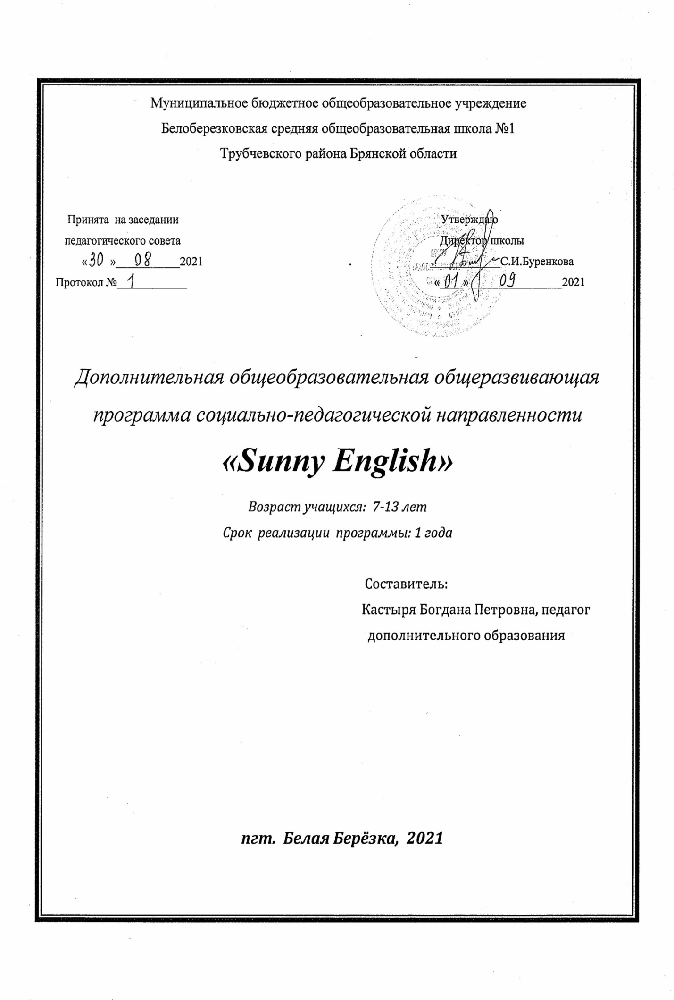 Муниципальное бюджетное общеобразовательное учреждение
Белоберезковская средняя общеобразовательная школа №1
Трубчевского района Брянской области
Принята на заседании
педагогического совета
«30 »  08  2021
Протокол № 1
Утверждаю
Директор школы
С.И.Буренкова
« 01 »  09  2021
Дополнительная общеобразовательная общеразвивающая
программа социально-педагогической направленности
«Sunny English»
Возраст учащихся: 7-13 лет
Срок реализации программы: 1 года
Составитель:
Кастыря Богдана Петровна, педагог
дополнительного образования
пгт. Белая Берёзка, 2021